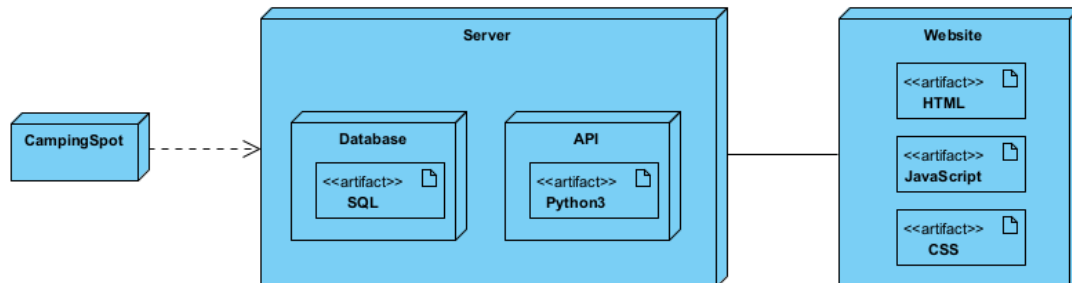 Server
Website
CampingSpot
Database
<<artifact>>
SQL
API
<<artifact>>
Python3
<<artifact>>
HTML
<<artifact>>
JavaScript
<<artifact>>
CSS